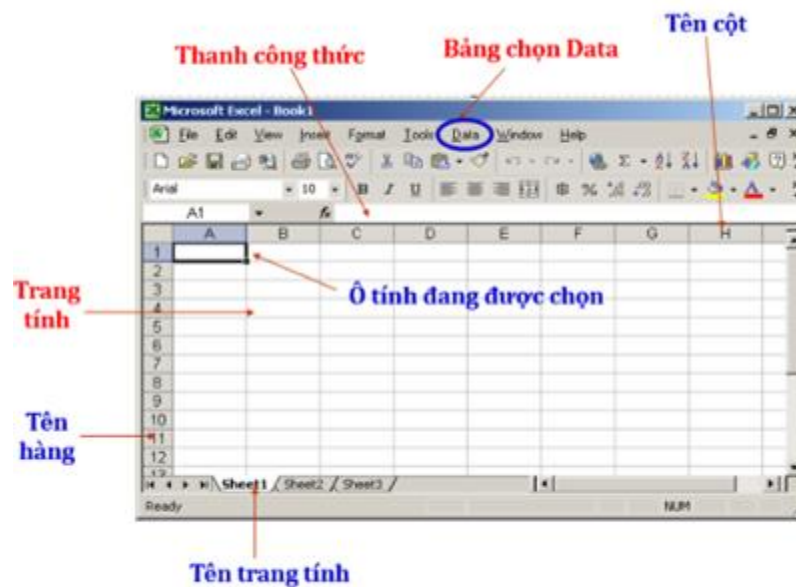 Tên cột
Thanh công thức
Bảng chọn Data
Microsoft Excel - Book1
File Edit View Insert Format Tools Data Window Help
Arial 10 B I U
A1 fx
A B C D E F G H
1
2
Ô tính đang được chọn
3
Trang
tính
4
5
6
7
8
9
10
Tên
hàng
11
12
13
Sheet1 Sheet2 Sheet3
Ready NUM
Tên trang tính